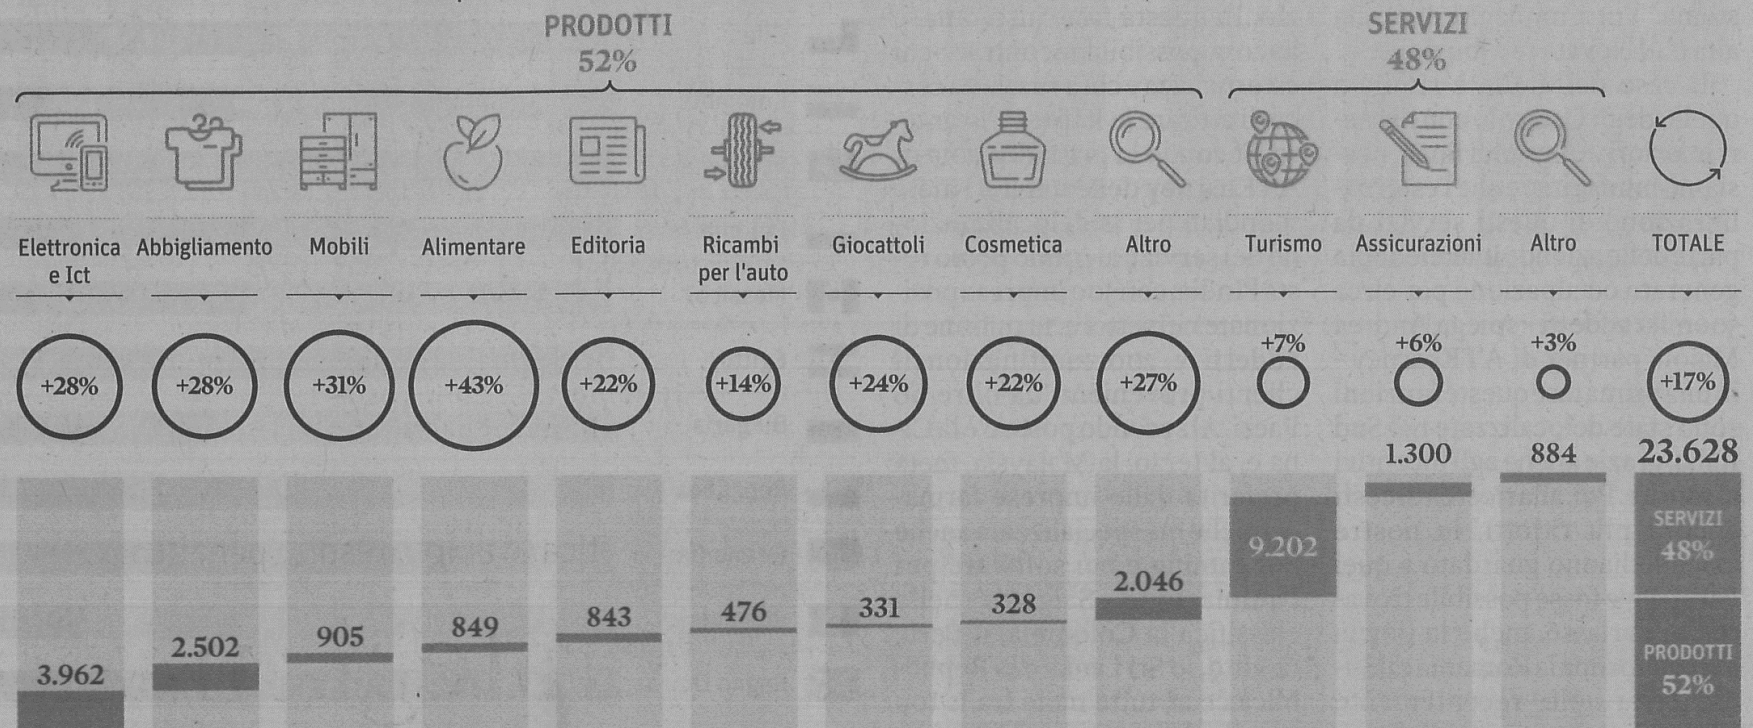 PRODOTTI
52%
SERVIZI
48%
Elettronica
e Ict
Abbigliamento
Mobili
Alimentare
Editoria
Ricambi
per l'auto
Giocattoli
Cosmetica
Altro
Turismo
Assicurazioni
Altro
TOTALE
+28%
+28%
+31%
+43%
+22%
+14%
+24%
+22%
+27%
+7%
+6%
+3%
+17%
3.962
2.502
905
849
843
476
331
328
2.046
9.202
1.300
884
23.628
SERVIZI
48%
PRODOTTI
52%